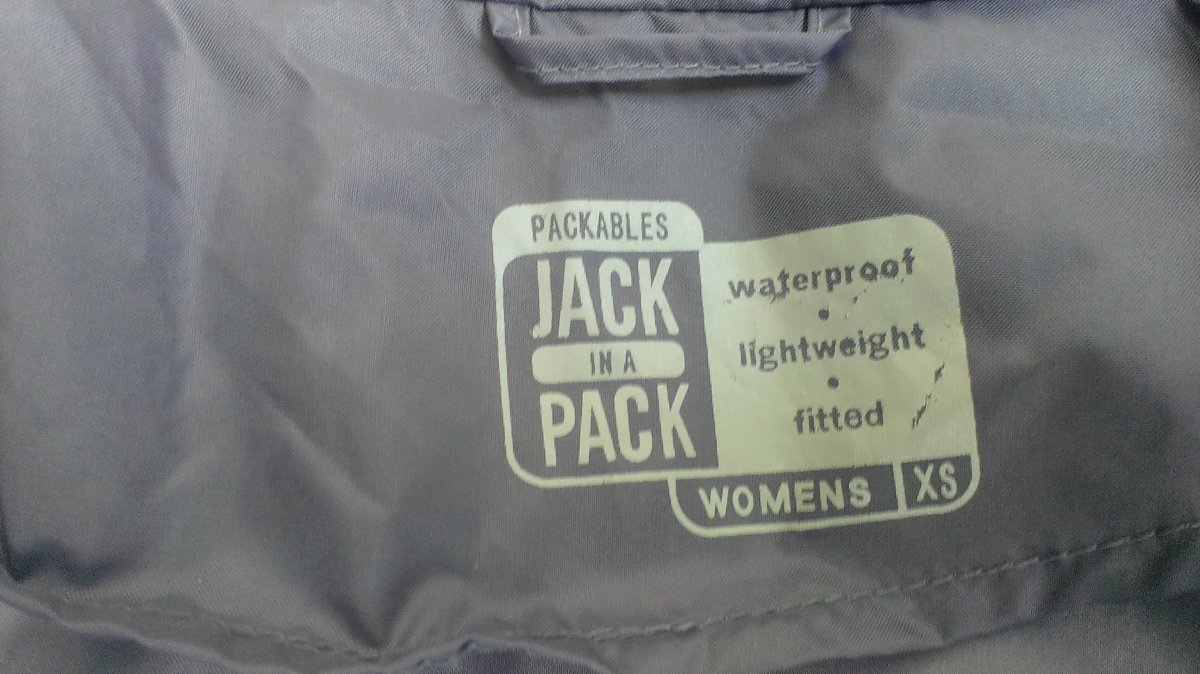 PACKABLES
JACK
IN A
PACK
waterproof
•
lightweight
•
fitted
WOMENS XS